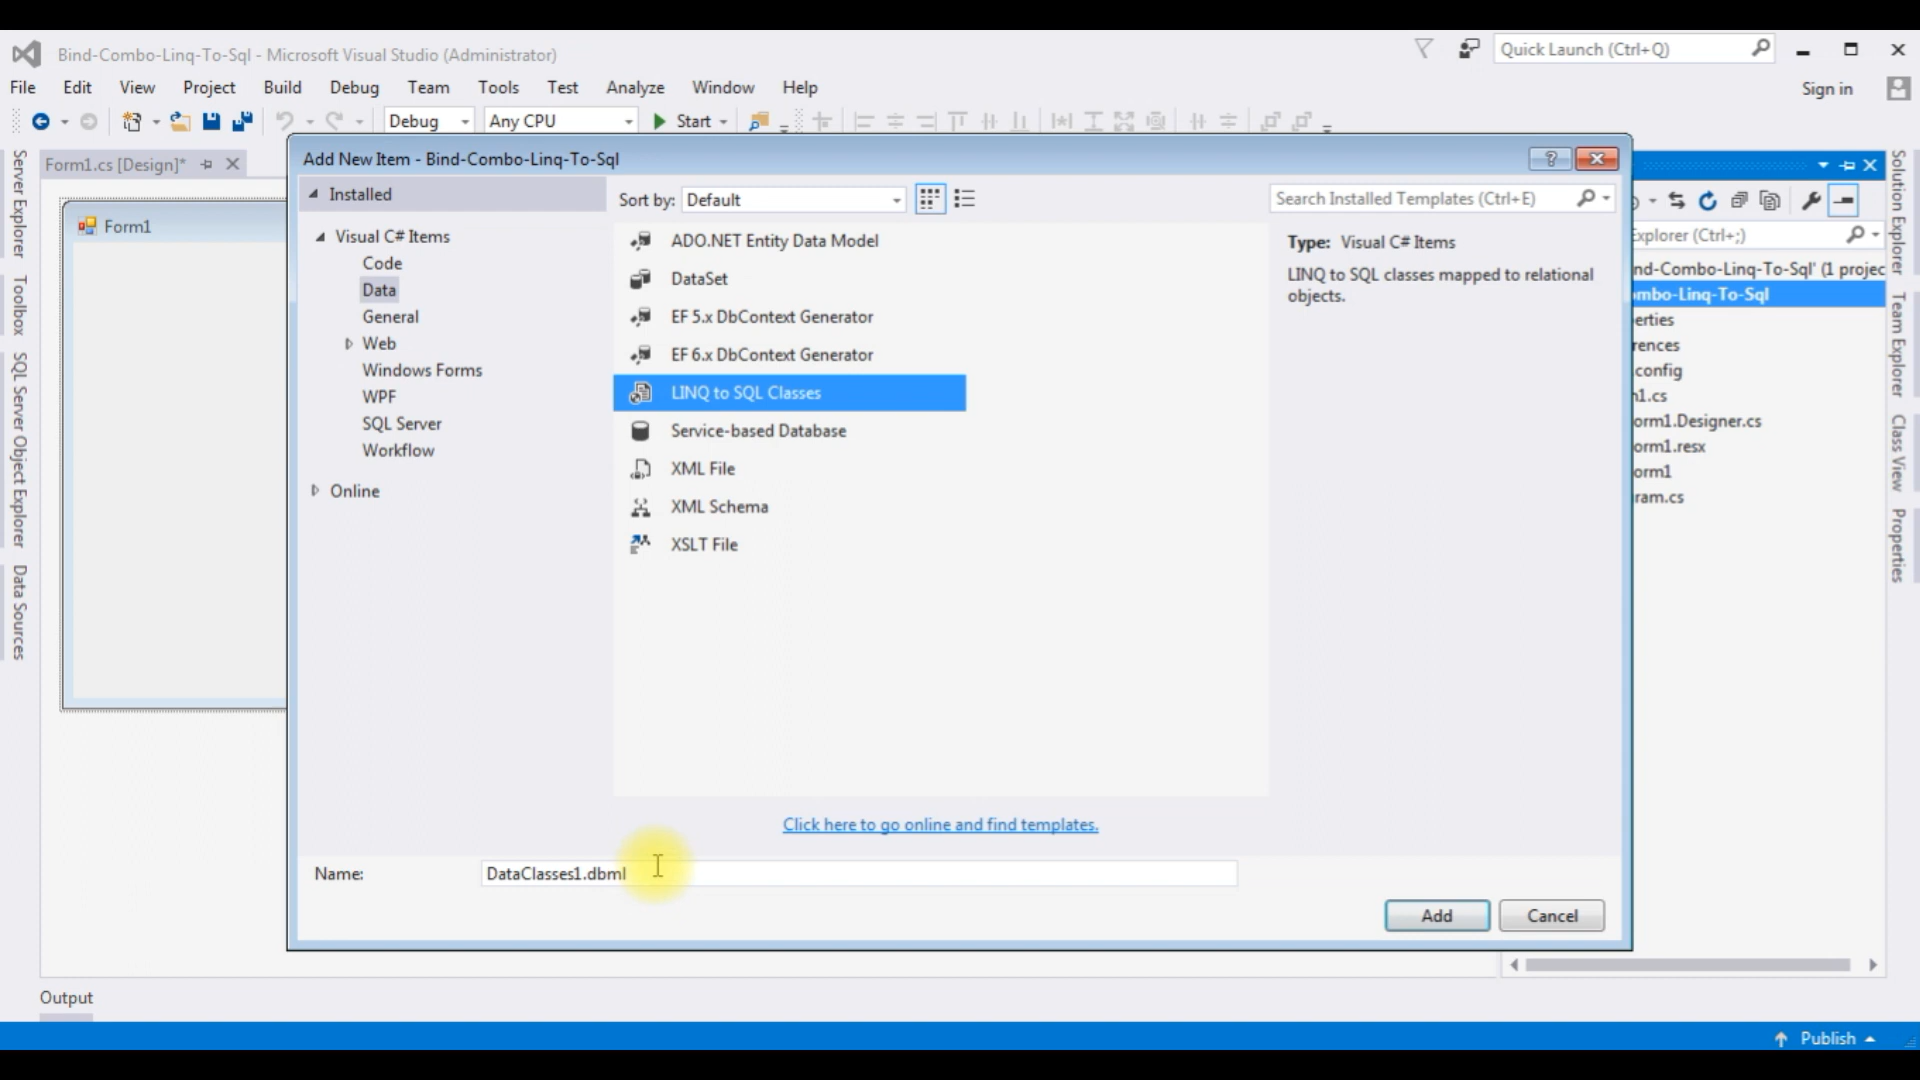 Bind-Combo-Linq-To-Sql - Microsoft Visual Studio (Administrator)
Quick Launch (Ctrl+Q)
File Edit View Project Build Debug Team Tools Test Analyze Window Help
Sign in
Debug Any CPU Start
Form1.cs [Design]*
Form1
Server Explorer
Toolbox
SQL Server Object Explorer
Data Sources
Add New Item - Bind-Combo-Linq-To-Sql
?
Installed
Visual C# Items
Code
Data
General
Web
Windows Forms
WPF
SQL Server
Workflow
Online
Sort by: Default
ADO.NET Entity Data Model
DataSet
EF 5.x DbContext Generator
EF 6.x DbContext Generator
LINQ to SQL Classes
Service-based Database
XML File
XML Schema
XSLT File
Click here to go online and find templates.
Search Installed Templates (Ctrl+E)
Type: Visual C# Items
LINQ to SQL classes mapped to relational
objects.
Name: DataClasses1.dbml
Add Cancel
Explorer (Ctrl+;)
nd-Combo-Linq-To-Sql' (1 projec
mbo-Linq-To-Sql
erties
rences
.config
n1.cs
orm1.Designer.cs
orm1.resx
orm1
ram.cs
Solution Explorer
Team Explorer
Class View
Properties
Output
Publish